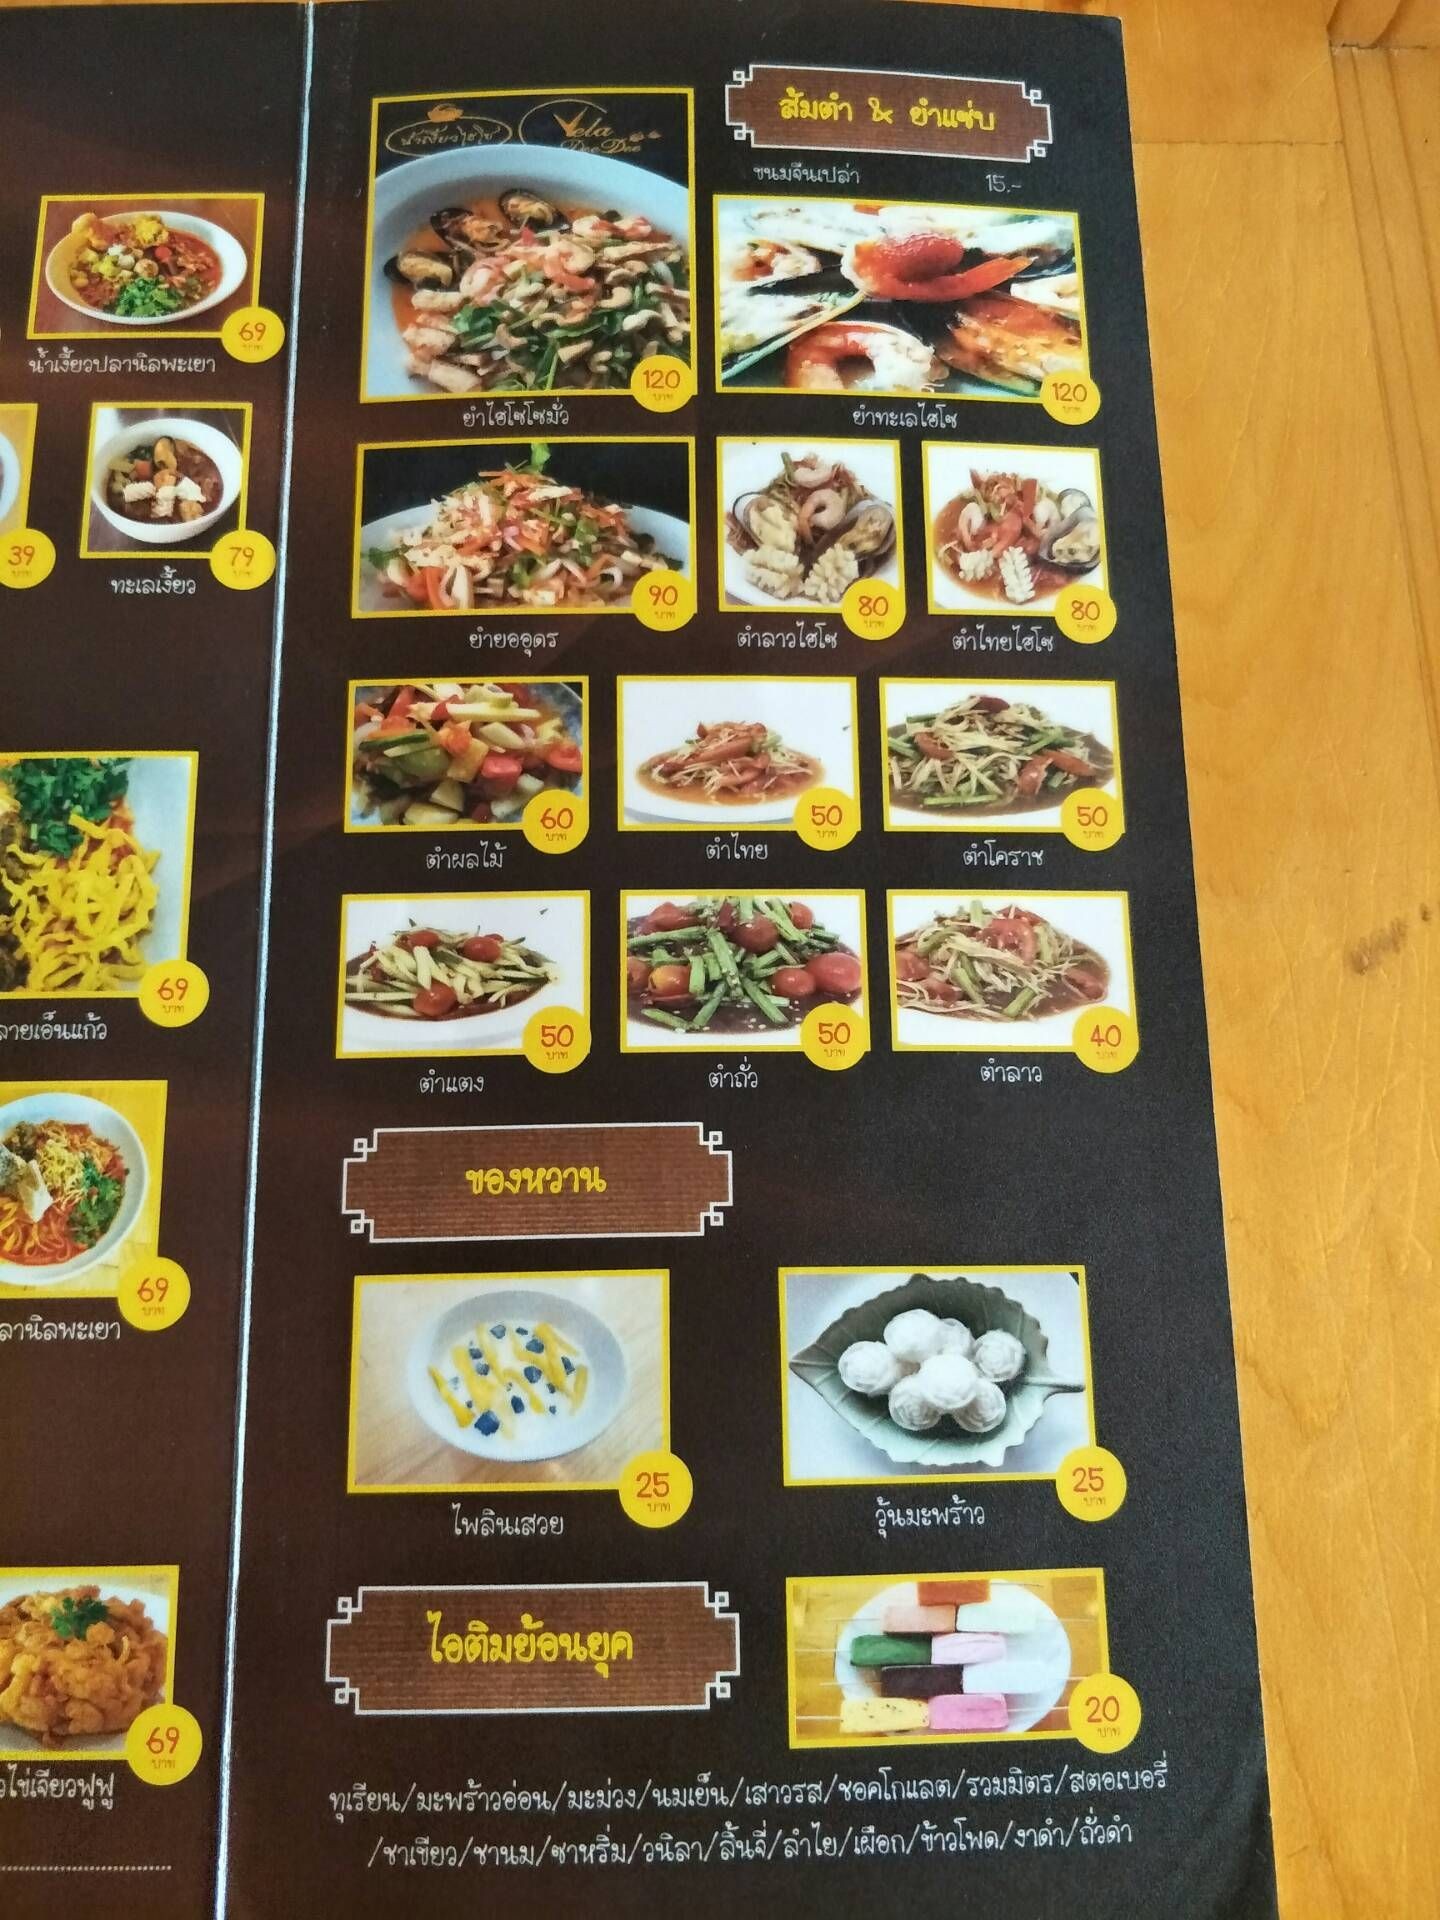 69
บาท
น้ำเงี้ยวปลานิลพะเยา
39
บาท
79
บาท
ทะเลเงี้ยว
69
บาท
ลายเอ็นแก้ว
69
บาท
ลานิลพะเยา
69
บาท
ไข่เจียวฟูฟู
น้ำเงี้ยวไฮโซ
Vela
DeeDee
ส้มตำ & ยำแซ่บ
ขนมจีนเปล่า 15.-
120
บาท
ยำไฮโซโซมั่ว
120
บาท
ยำทะเลไฮโซ
90
บาท
ยำยออุดร
80
บาท
ตำลาวไฮโซ
80
บาท
ตำไทยไฮโซ
60
บาท
ตำผลไม้
50
บาท
ตำไทย
50
บาท
ตำโคราช
50
บาท
ตำแตง
50
บาท
ตำถั่ว
40
บาท
ตำลาว
ของหวาน
25
บาท
ไพลินเสวย
25
บาท
วุ้นมะพร้าว
ไอติมย้อนยุค
20
บาท
ทุเรียน/มะพร้าวอ่อน/มะม่วง/นมเย็น/เสาวรส/ชอคโกแลต/รวมมิตร/สตอเบอรี่
/ชาเขียว/ชานม/ซาหริ่ม/วนิลา/ลิ้นจี่/ลำไย/เผือก/ข้าวโพด/งาดำ/ถั่วดำ